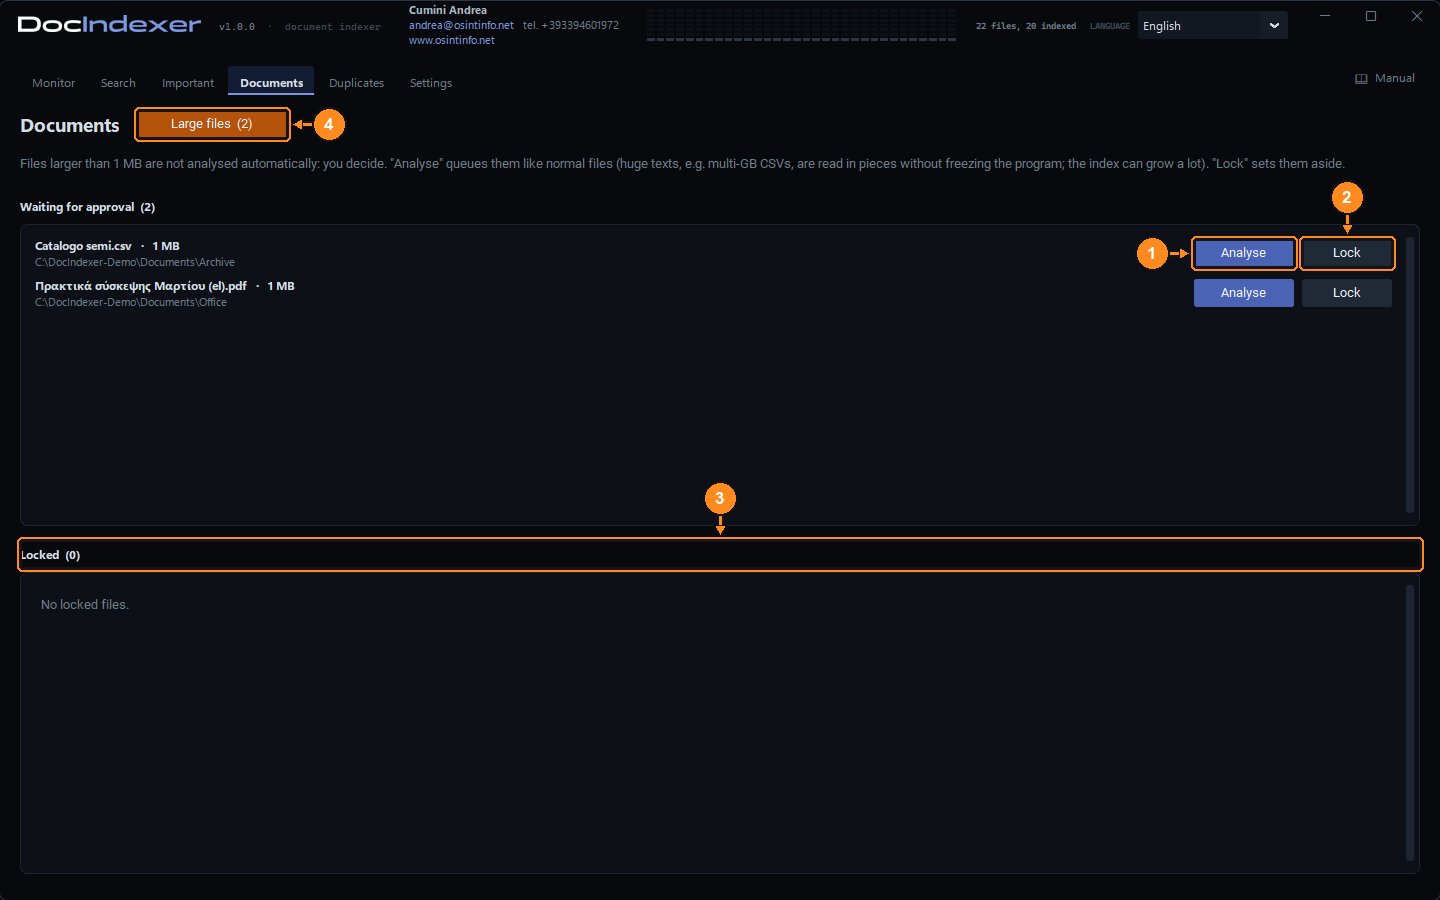 DocIndexer v1.0.0 · document indexer
Cumini Andrea
andrea@osintinfo.net tel. +393394601972
www.osintinfo.net
22 files, 20 indexed LANGUAGE English
Monitor Search Important Documents Duplicates Settings Manual
Documents Large files (2) 4
Files larger than 1 MB are not analysed automatically: you decide. "Analyse" queues them like normal files (huge texts, e.g. multi-GB CSVs, are read in pieces without freezing the program; the index can grow a lot). "Lock" sets them aside.
Waiting for approval (2) 2
Catalogo semi.csv · 1 MB
C:\DocIndexer-Demo\Documents\Archive
1 Analyse Lock
Πρακτικά σύσκεψης Μαρτίου (el).pdf · 1 MB
C:\DocIndexer-Demo\Documents\Office
Analyse Lock
3
Locked (0)
No locked files.